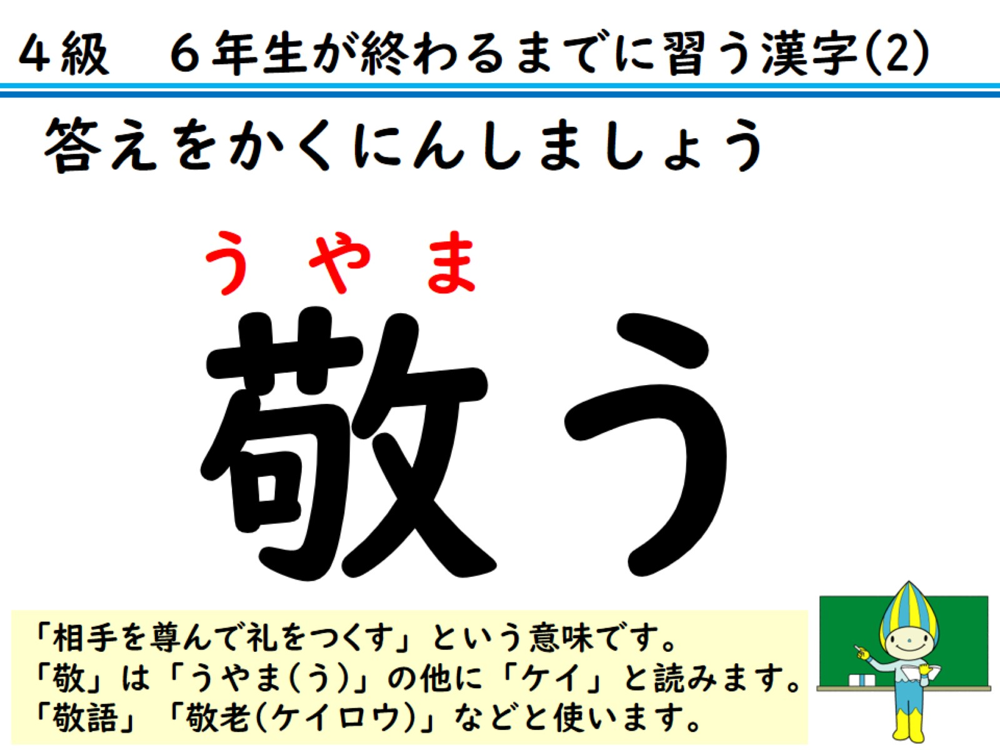 ４級　６年生が終わるまでに習う漢字(2)
答えをかくにんしましょう
うやま
敬う
「相手を尊んで礼をつくす」という意味です。
「敬」は「うやま(う)」の他に「ケイ」と読みます。
「敬語」「敬老(ケイロウ)」などと使います。